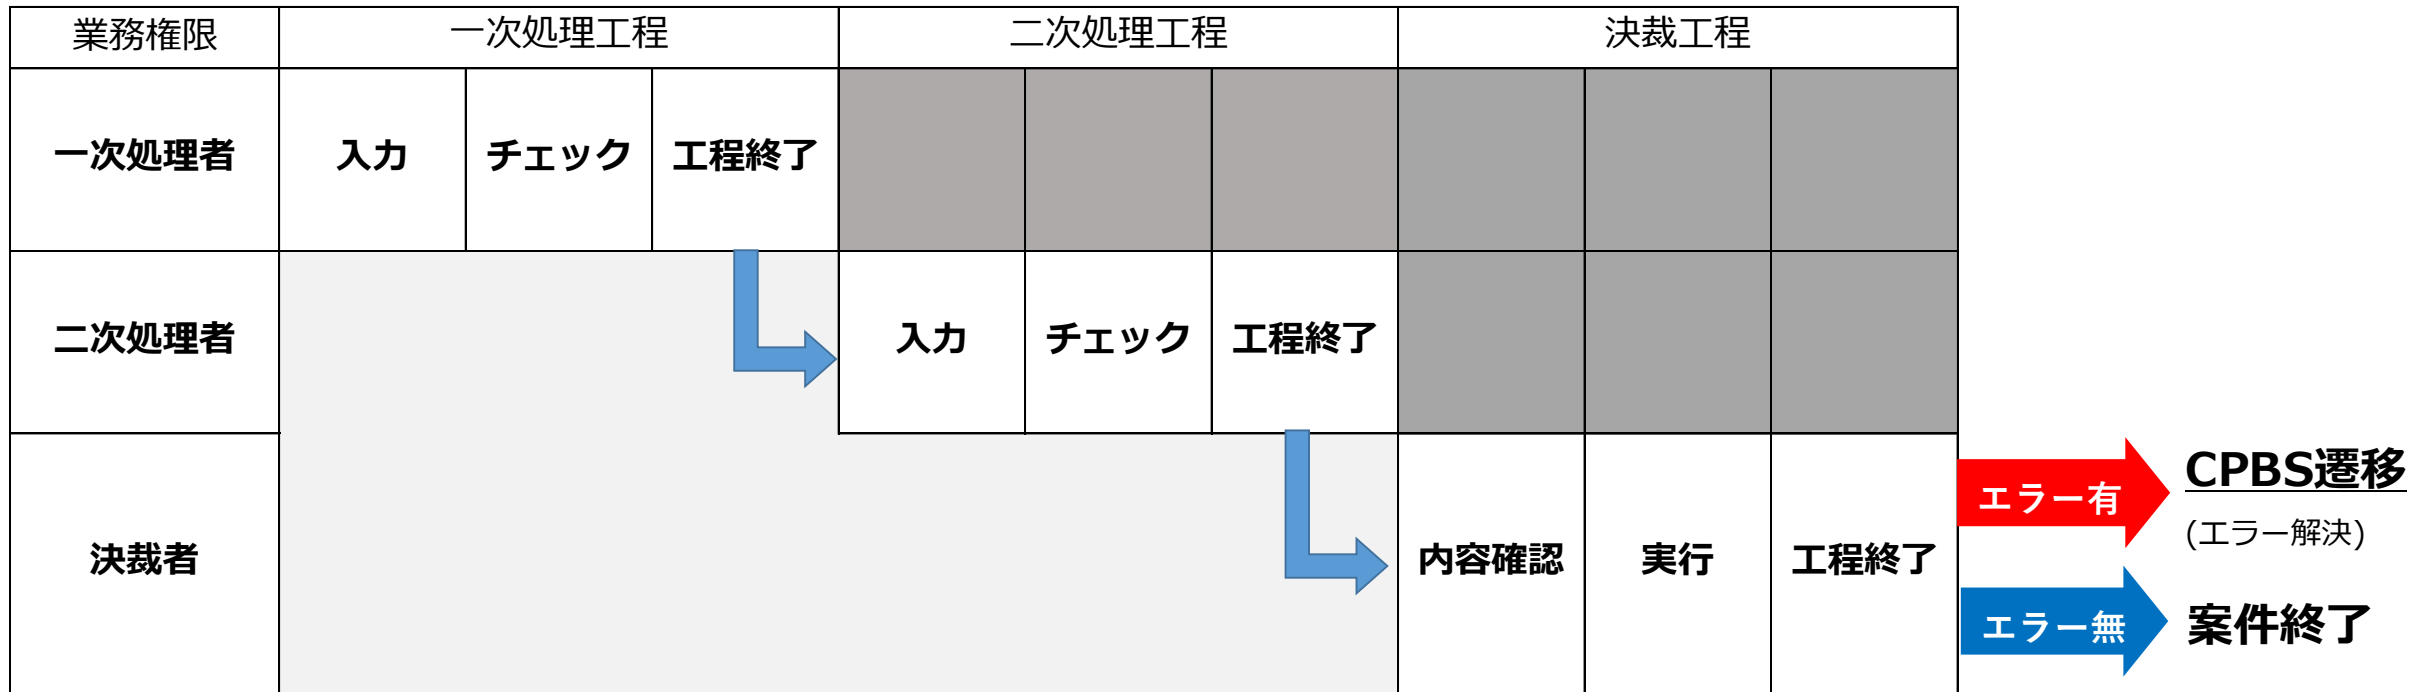 業務権限
一次処理工程
二次処理工程
決裁工程
一次処理者
入力
チェック
工程終了
二次処理者
入力
チェック
工程終了
決裁者
内容確認
実行
工程終了
エラー有
CPBS遷移
(エラー解決)
エラー無
案件終了